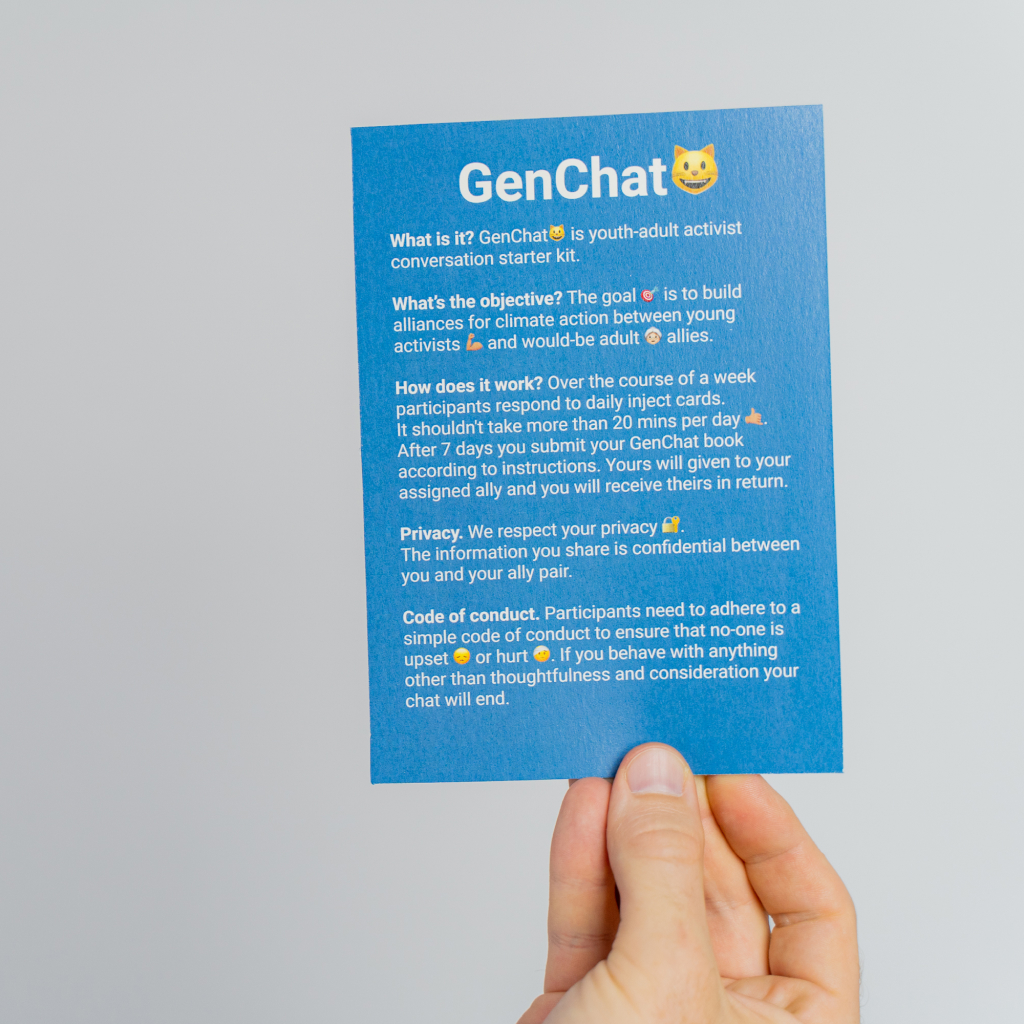 GenChat😺
What is it? GenChat😺 is youth-adult activist
conversation starter kit.
What's the objective? The goal 🎯 is to build
alliances for climate action between young
activists 💪🏽 and would-be adult 🧓🏼 allies.
How does it work? Over the course of a week
participants respond to daily inject cards.
It shouldn't take more than 20 mins per day 🤙🏼.
After 7 days you submit your GenChat book
according to instructions. Yours will given to your
assigned ally and you will receive theirs in return.
Privacy. We respect your privacy 🔐.
The information you share is confidential between
you and your ally pair.
Code of conduct. Participants need to adhere to a
simple code of conduct to ensure that no-one is
upset 😞 or hurt 🤕. If you behave with anything
other than thoughtfulness and consideration your
chat will end.